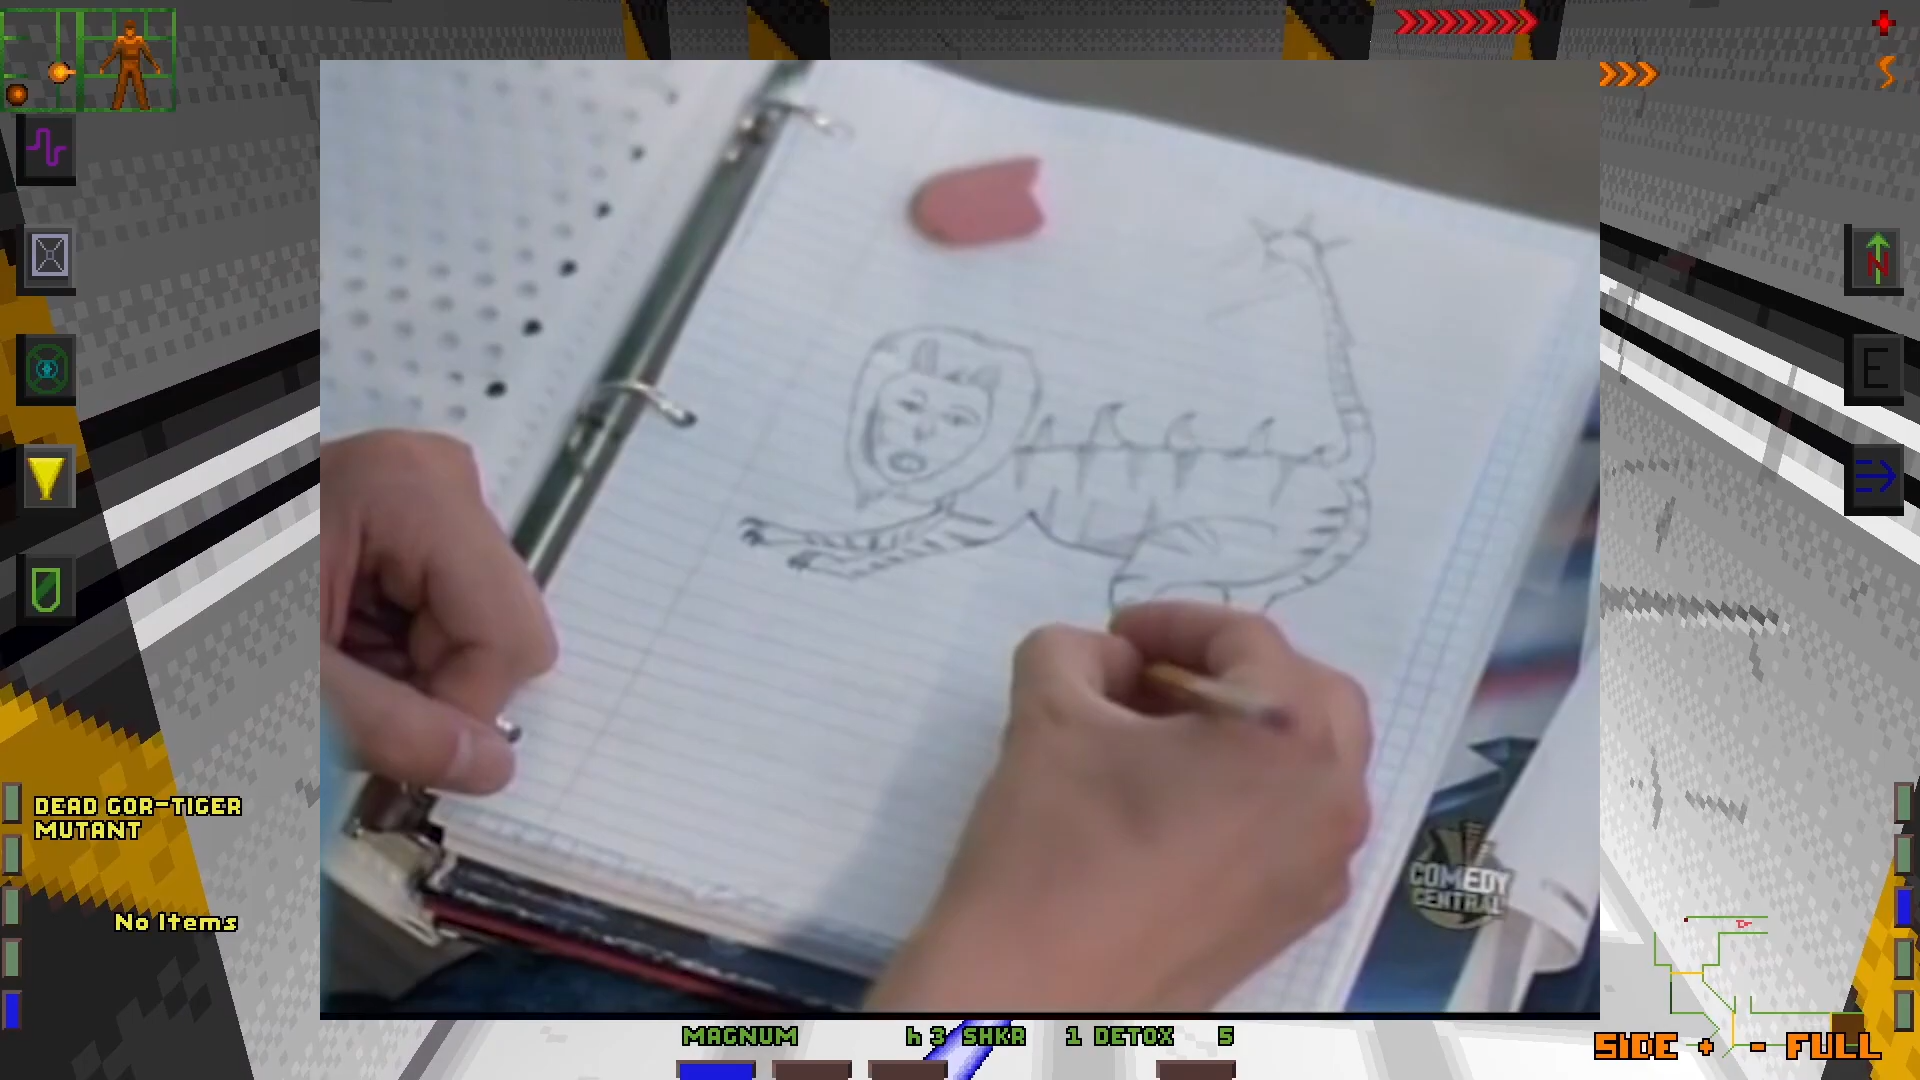 N
E
DEAD GOR-TIGER
MUTANT
No Items
COMEDY
CENTRAL
MAGNUM h 3 SHKR 1 DETOX 5
SIDE + - FULL